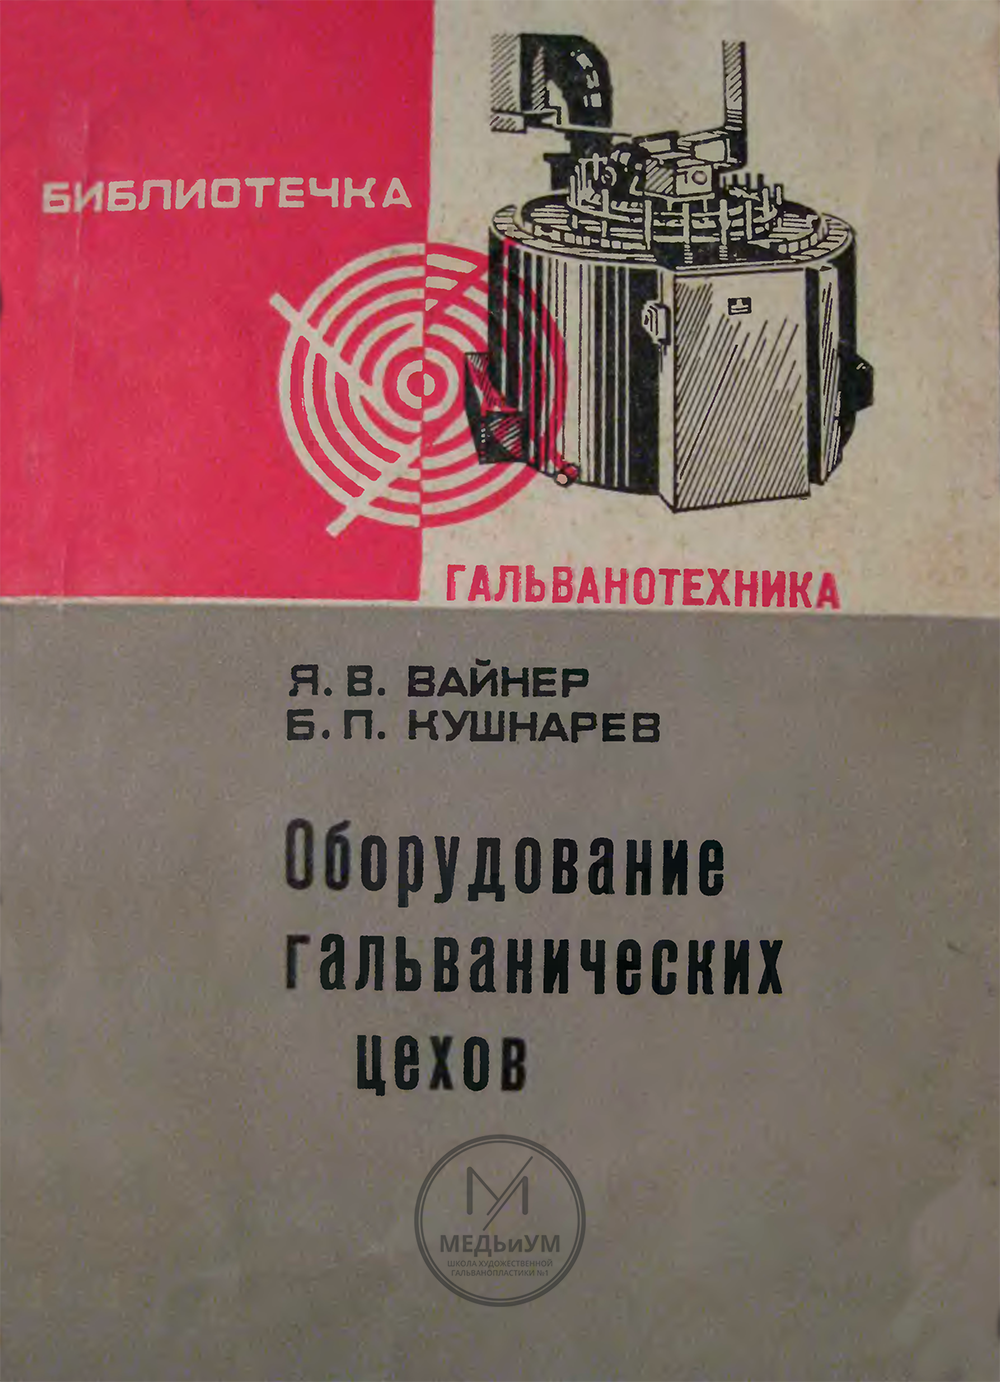 БИБЛИОТЕЧКА
ГАЛЬВАНОТЕХНИКА
Я. В. ВАЙНЕР
Б. П. КУШНАРЕВ
Оборудование
гальванических
цехов
МЕДЬиУМ
ШКОЛА ХУДОЖЕСТВЕННОЙ
ГАЛЬВАНОПЛАСТИКИ №1